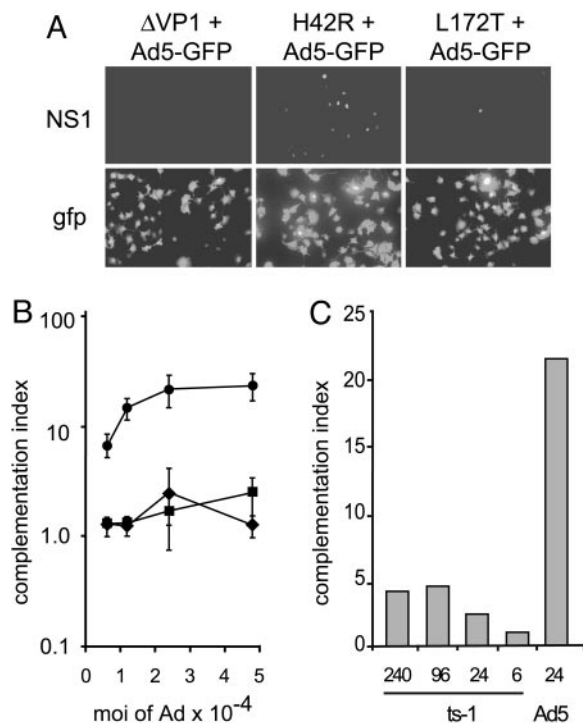 A
ΔVP1 + Ad5-GFP
H42R + Ad5-GFP
L172T + Ad5-GFP
NS1
gfp
B
complementation index
100
10
1.0
0.1
0 1 2 3 4 5
moi of Ad x 10⁻⁴
C
complementation index
25
20
15
10
5
0
240 96 24 6 24
ts-1 Ad5